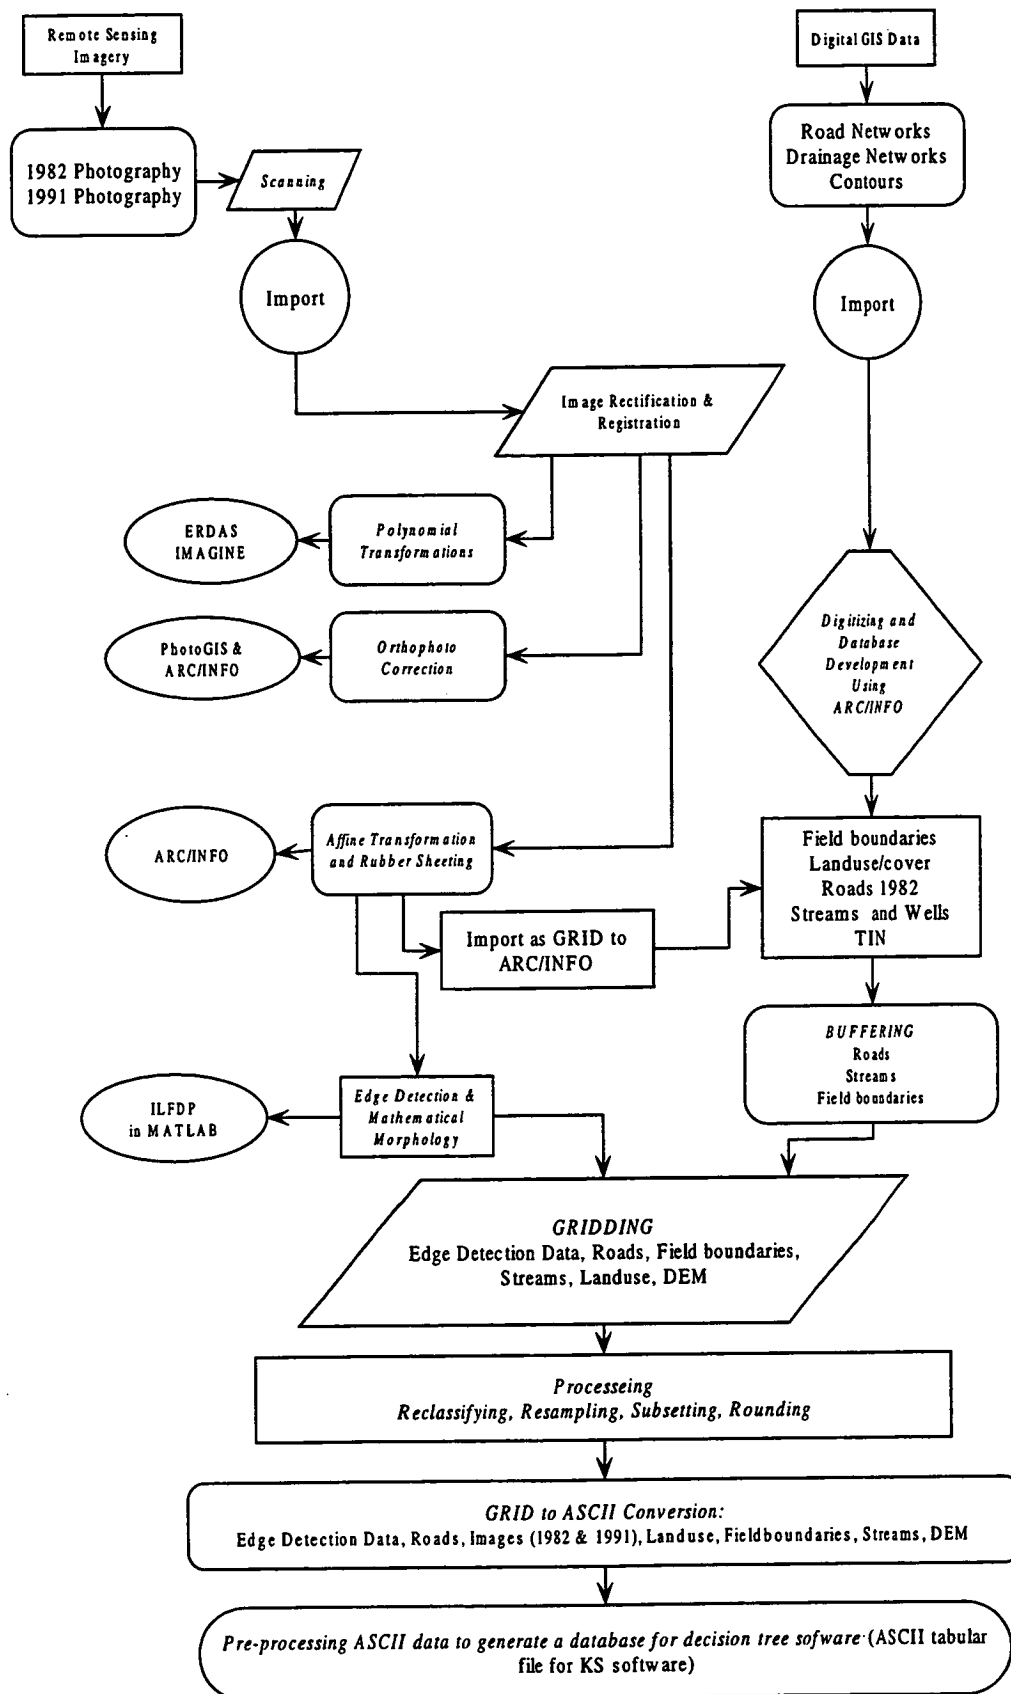 Remote Sensing
Imagery
Digital GIS Data
1982 Photography
1991 Photography
Scanning
Road Networks
Drainage Networks
Contours
Import
Import
Image Rectification &
Registration
ERDAS
IMAGINE
Polynomial
Transformations
PhotoGIS &
ARC/INFO
Orthophoto
Correction
Digitizing and
Database
Development
Using
ARC/INFO
ARC/INFO
Affine Transformation
and Rubber Sheeting
Field boundaries
Landuse/cover
Roads 1982
Streams and Wells
TIN
Import as GRID to
ARC/INFO
BUFFERING
Roads
Streams
Field boundaries
ILFDP
in MATLAB
Edge Detection &
Mathematical
Morphology
GRIDDING
Edge Detection Data, Roads, Field boundaries,
Streams, Landuse, DEM
Processeing
Reclassifying, Resampling, Subsetting, Rounding
GRID to ASCII Conversion:
Edge Detection Data, Roads, Images (1982 & 1991), Landuse, Fieldboundaries, Streams, DEM
Pre-processing ASCII data to generate a database for decision tree sofware (ASCII tabular
file for KS software)